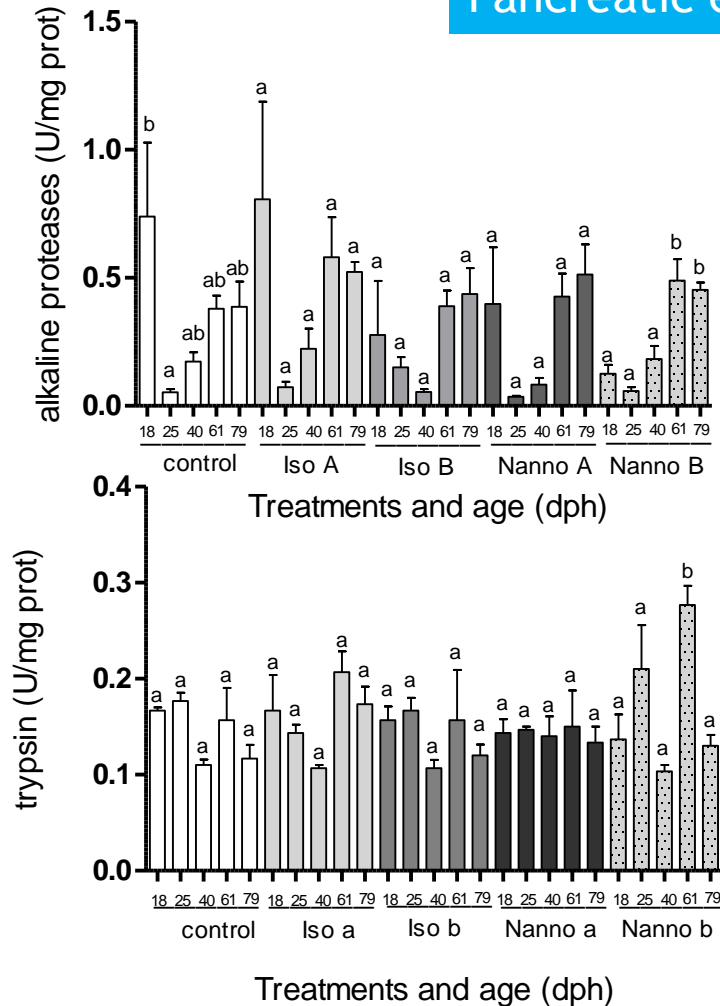 Pancreatic
1.5
1.0
0.5
0.0
alkaline proteases (U/mg prot)
b a ab ab ab a a a a a a a a a a a a a a a a a a b b
18 25 40 61 79 18 25 40 61 79 18 25 40 61 79 18 25 40 61 79 18 25 40 61 79
control Iso A Iso B Nanno A Nanno B
Treatments and age (dph)
0.4
0.3
0.2
0.1
0.0
trypsin (U/mg prot)
a a a a a a a a a a a a a a a a a a a a a a a b a
18 25 40 61 79 18 25 40 61 79 18 25 40 61 79 18 25 40 61 79 18 25 40 61 79
control Iso a Iso b Nanno a Nanno b
Treatments and age (dph)